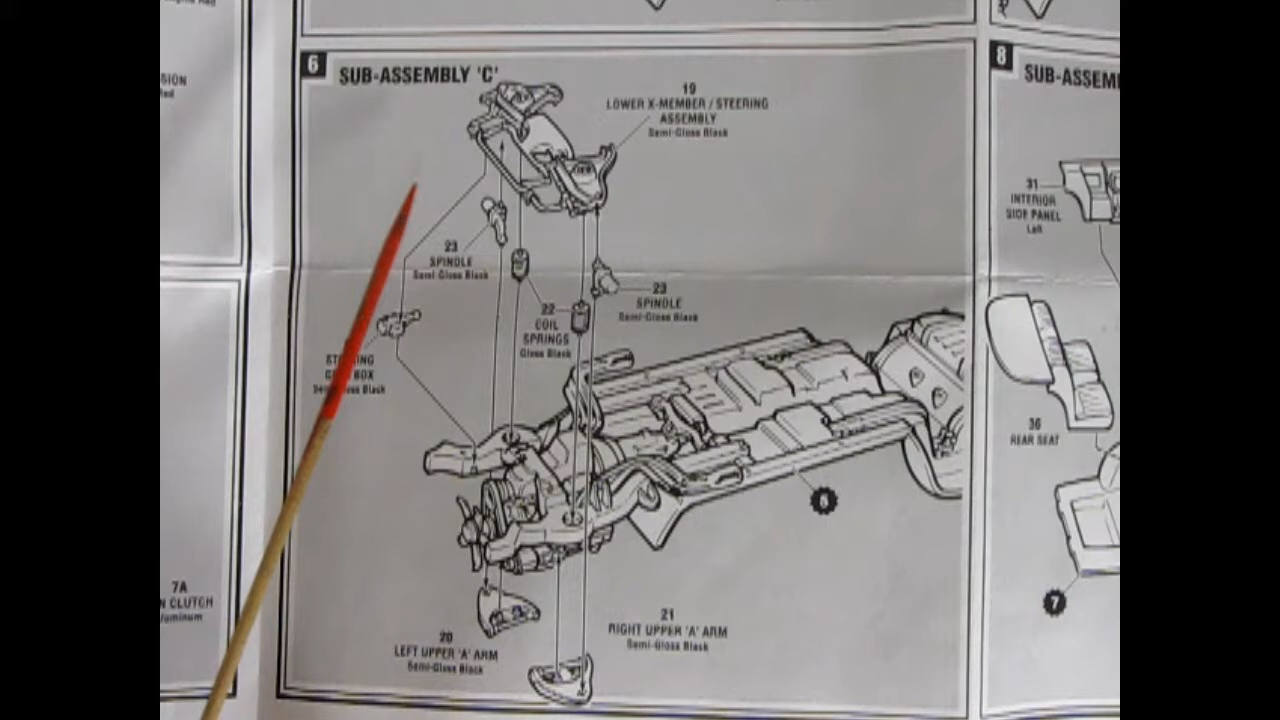 SION
7A
N CLUTCH
6
SUB-ASSEMBLY 'C'
19
LOWER X-MEMBER / STEERING
ASSEMBLY
Semi-Gloss Black
23
SPINDLE
Semi-Gloss Black
22
COIL
SPRINGS
Gloss Black
23
SPINDLE
Semi-Gloss Black
BOX
Black
6
20
LEFT UPPER 'A' ARM
Semi-Gloss Black
21
RIGHT UPPER 'A' ARM
Semi-Gloss Black
8
SUB-ASSEM
31
INTERIOR
SIDE PANEL
Left
36
REAR SEAT
7